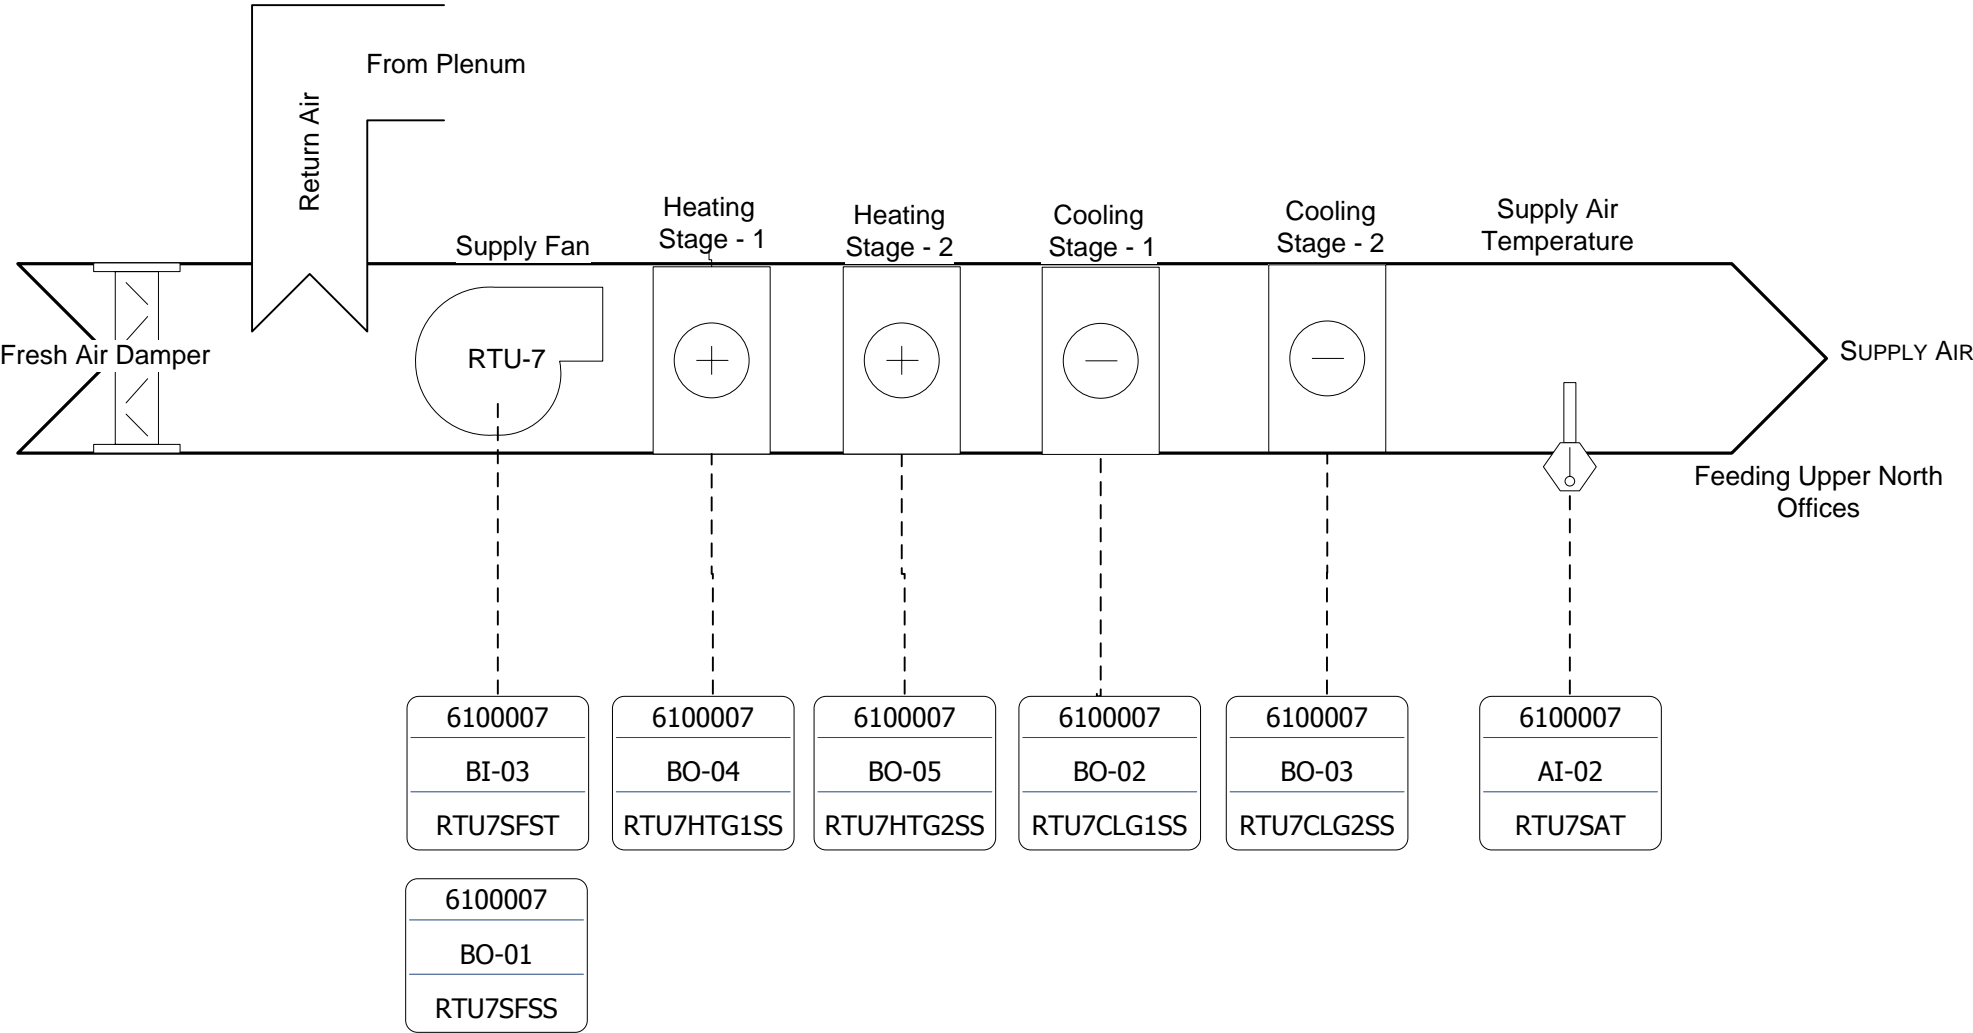 From Plenum
Return Air
Supply Fan
Heating
Stage - 1
Heating
Stage - 2
Cooling
Stage - 1
Cooling
Stage - 2
Supply Air
Temperature
Fresh Air Damper
RTU-7
SUPPLY AIR
Feeding Upper North
Offices
6100007
BI-03
RTU7SFST
6100007
BO-04
RTU7HTG1SS
6100007
BO-05
RTU7HTG2SS
6100007
BO-02
RTU7CLG1SS
6100007
BO-03
RTU7CLG2SS
6100007
AI-02
RTU7SAT
6100007
BO-01
RTU7SFSS